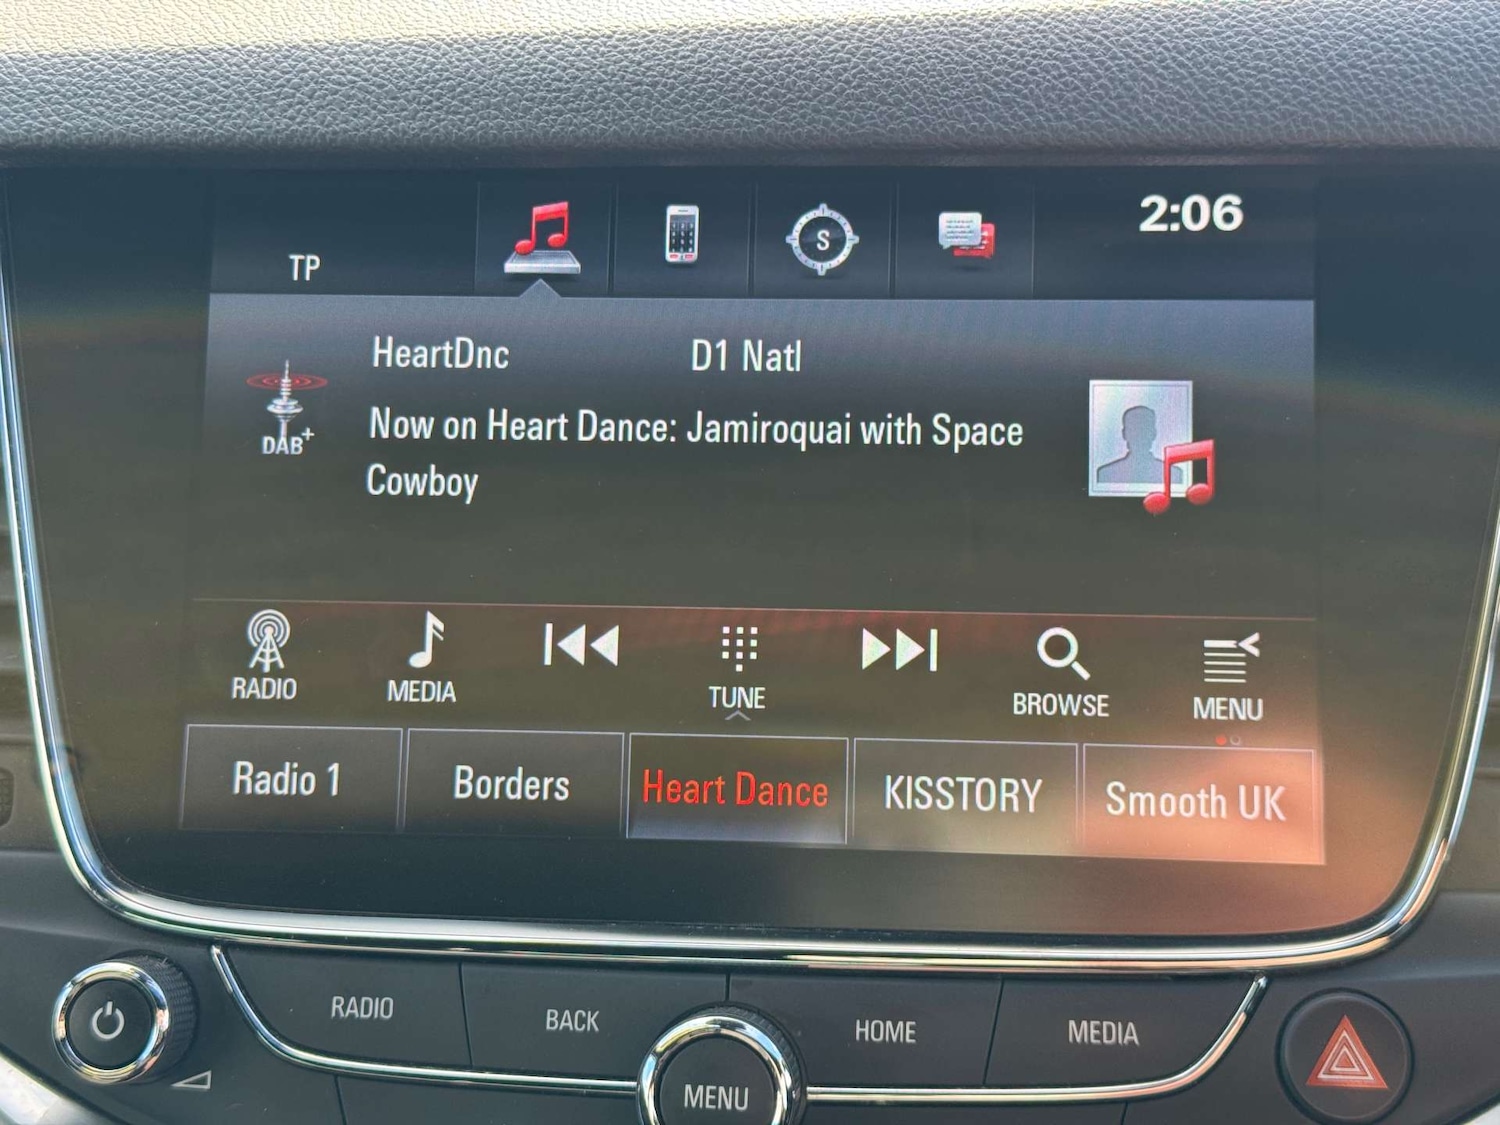 2:06
TP
S
HeartDnc D1 Natl
DAB+
Now on Heart Dance: Jamiroquai with Space
Cowboy
RADIO MEDIA TUNE BROWSE MENU
Radio 1 Borders Heart Dance KISSTORY Smooth UK
RADIO BACK HOME MEDIA
MENU